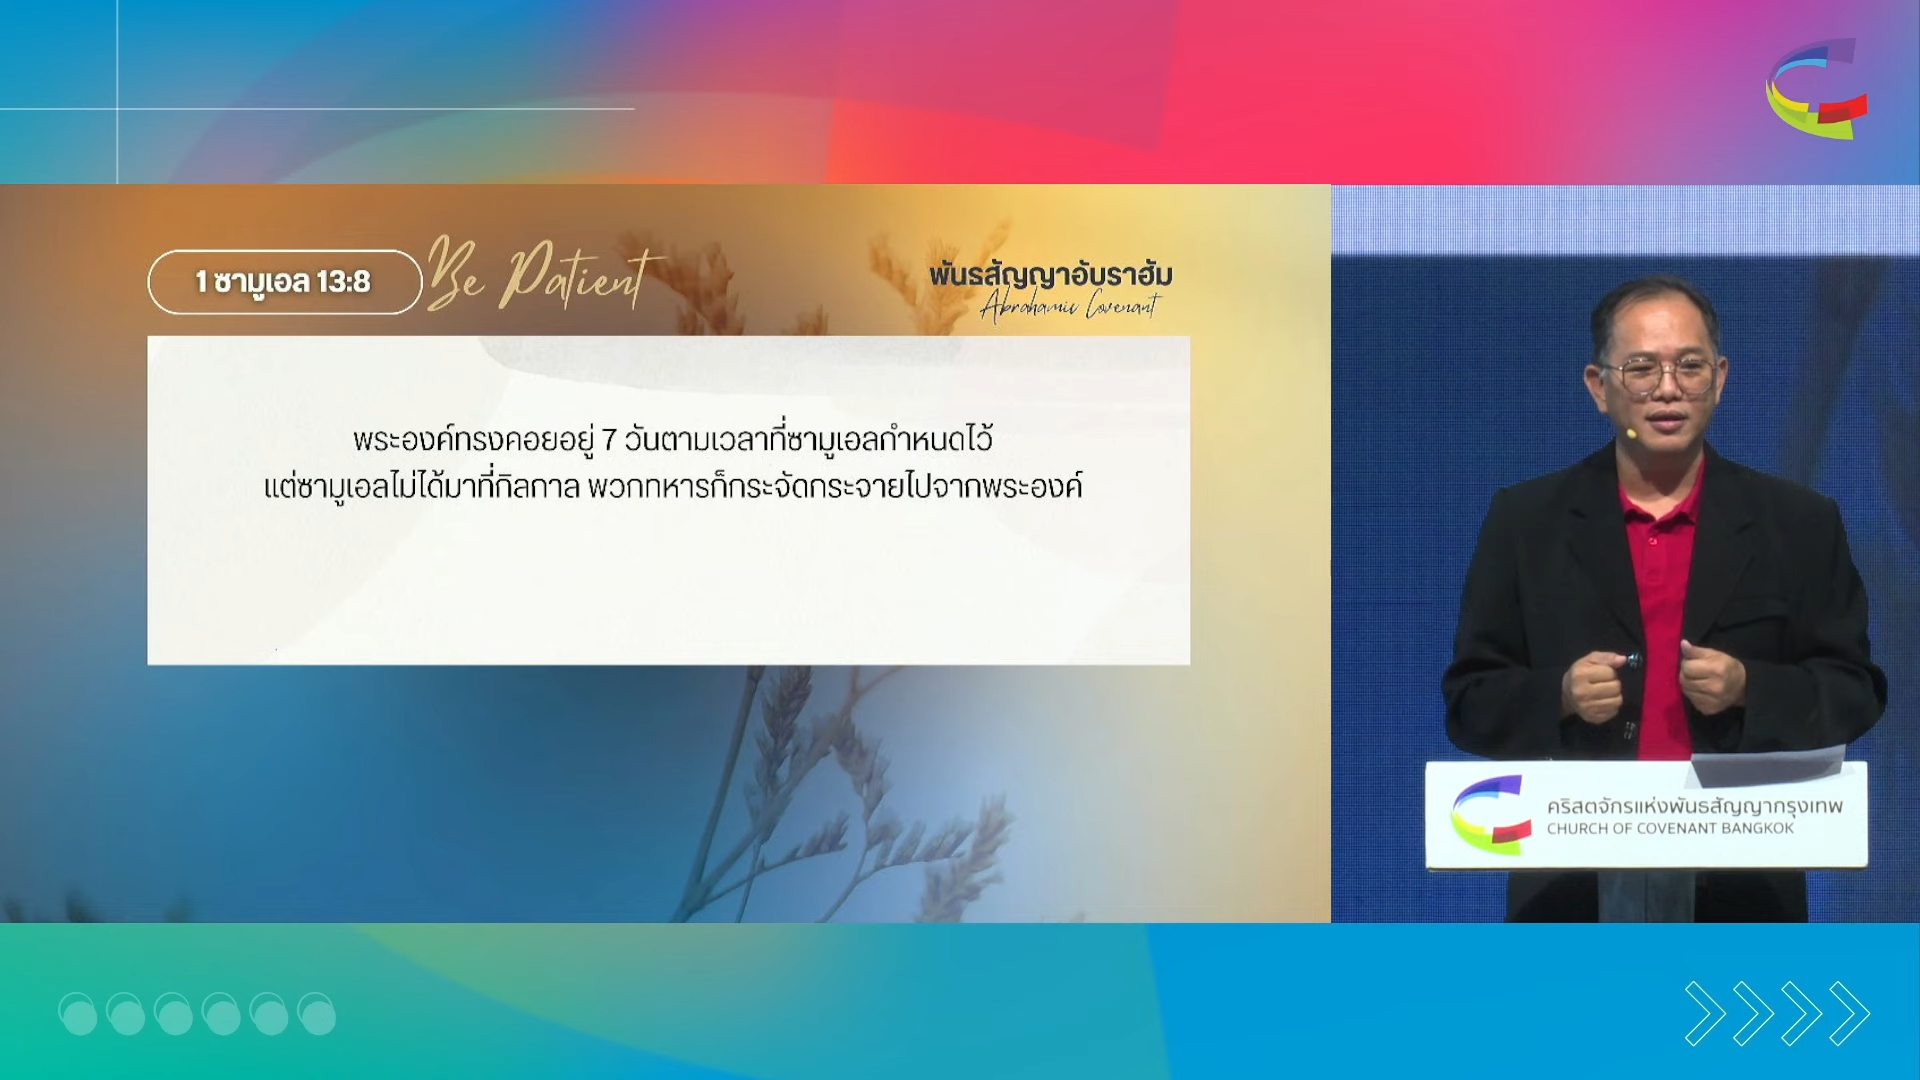 1 ซามูเอล 13:8
Be Patient
พันธสัญญาอับราฮัม
Abrahamic Covenant
พระองค์ทรงคอยอยู่ 7 วันตามเวลาที่ซามูเอลกำหนดไว้
แต่ซามูเอลไม่ได้มาที่กิลกาล พวกทหารก็กระจัดกระจายไปจากพระองค์
คริสตจักรแห่งพันธสัญญากรุงเทพ
CHURCH OF COVENANT BANGKOK